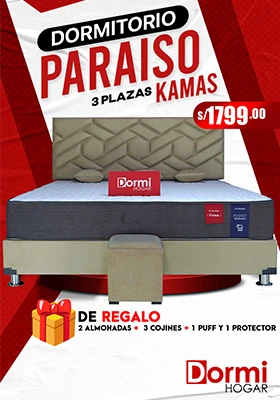 DORMITORIO
PARAISO
3 PLAZAS KAMAS
S/1799.00
Dormi
HOGAR
DE REGALO
2 ALMOHADAS + 3 COJINES + 1 PUFF Y 1 PROTECTOR
Dormi
HOGAR